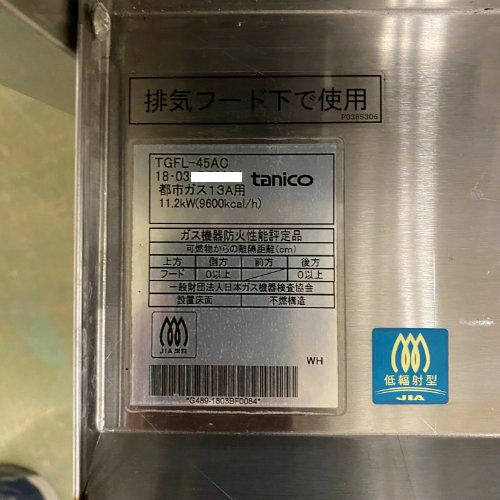 排気フード下で使用
P0385306
TGFL-45AC
18-03
tanico
都市ガス13A用
11.2kW(9600kcal/h)
ガス機器防火性能評定品
可燃物からの離隔距離(cm)
上方 側方 前方 後方
フード 0以上 0以上
一般財団法人日本ガス機器検査協会
設置床面 不燃構造
JIA
WH
*G489-1803BF0084*
低輻射型
JIA